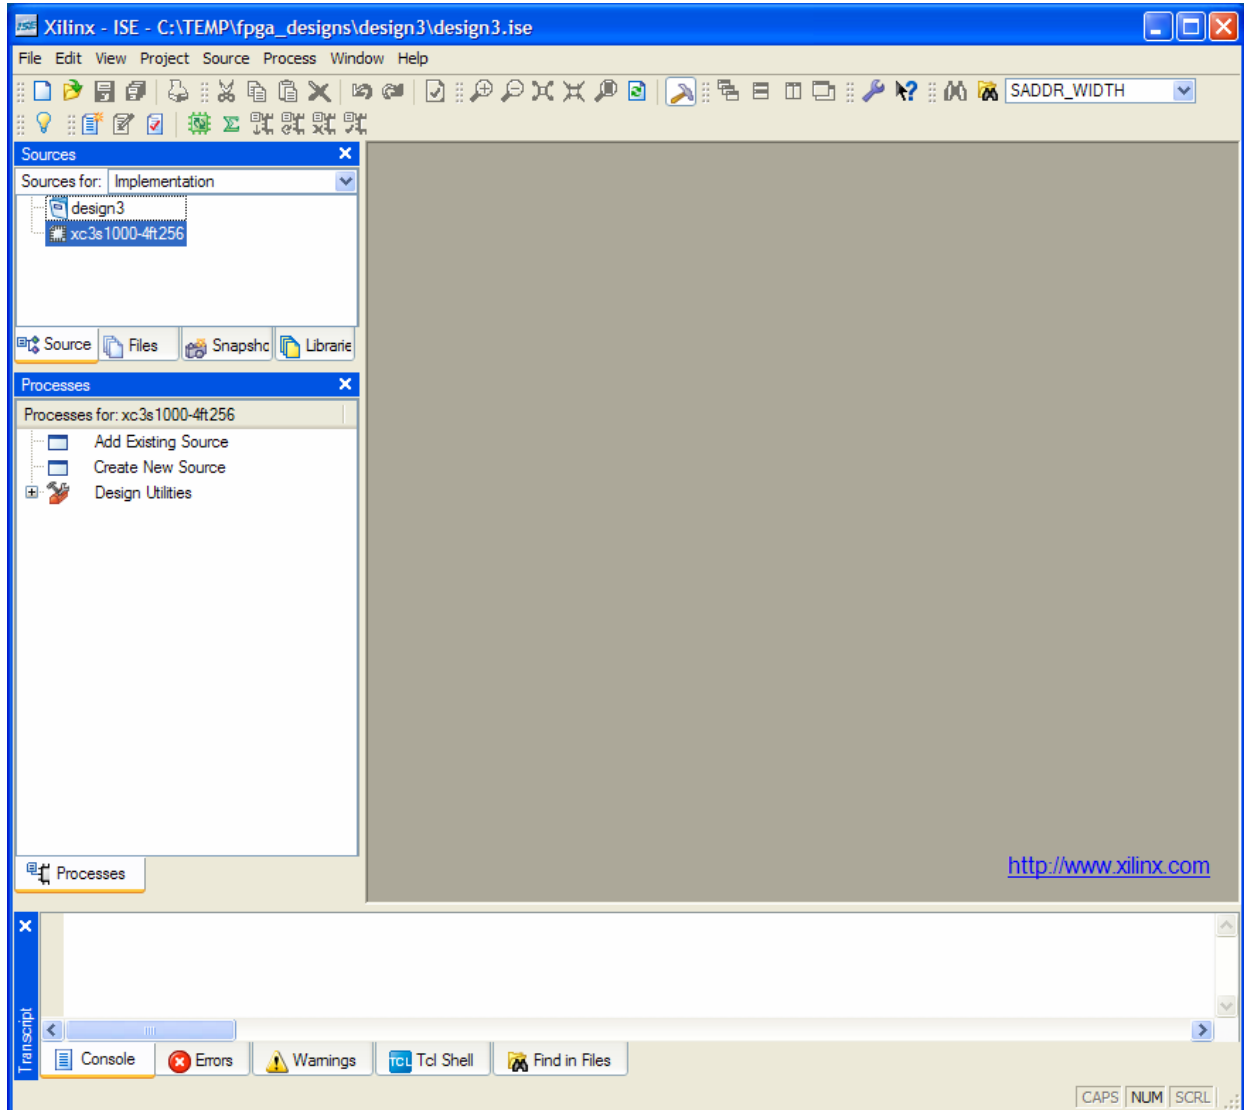 ISE Xilinx - ISE - C:\TEMP\fpga_designs\design3\design3.ise
File Edit View Project Source Process Window Help
SADDR_WIDTH
Sources
Sources for: Implementation
design3
xc3s1000-4ft256
Source Files Snapshc Librarie
Processes
Processes for: xc3s1000-4ft256
Add Existing Source
Create New Source
Design Utilities
Processes
http://www.xilinx.com
Transcript
Console Errors Warnings TCL Tcl Shell Find in Files
CAPS NUM SCRL